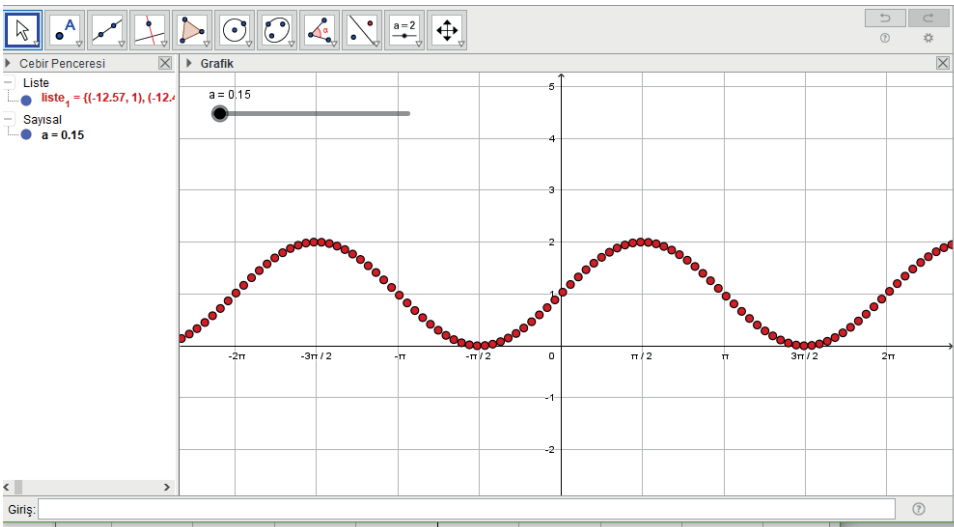 A
α
a=2
Cebir Penceresi
Grafik
Liste
liste₁ = {(-12.57, 1), (-12.4
Sayısal
a = 0.15
a = 0.15
5
4
3
2
1
-2π
-3π / 2
-π
-π / 2
0
π / 2
π
3π / 2
2π
-1
-2
Giriş: